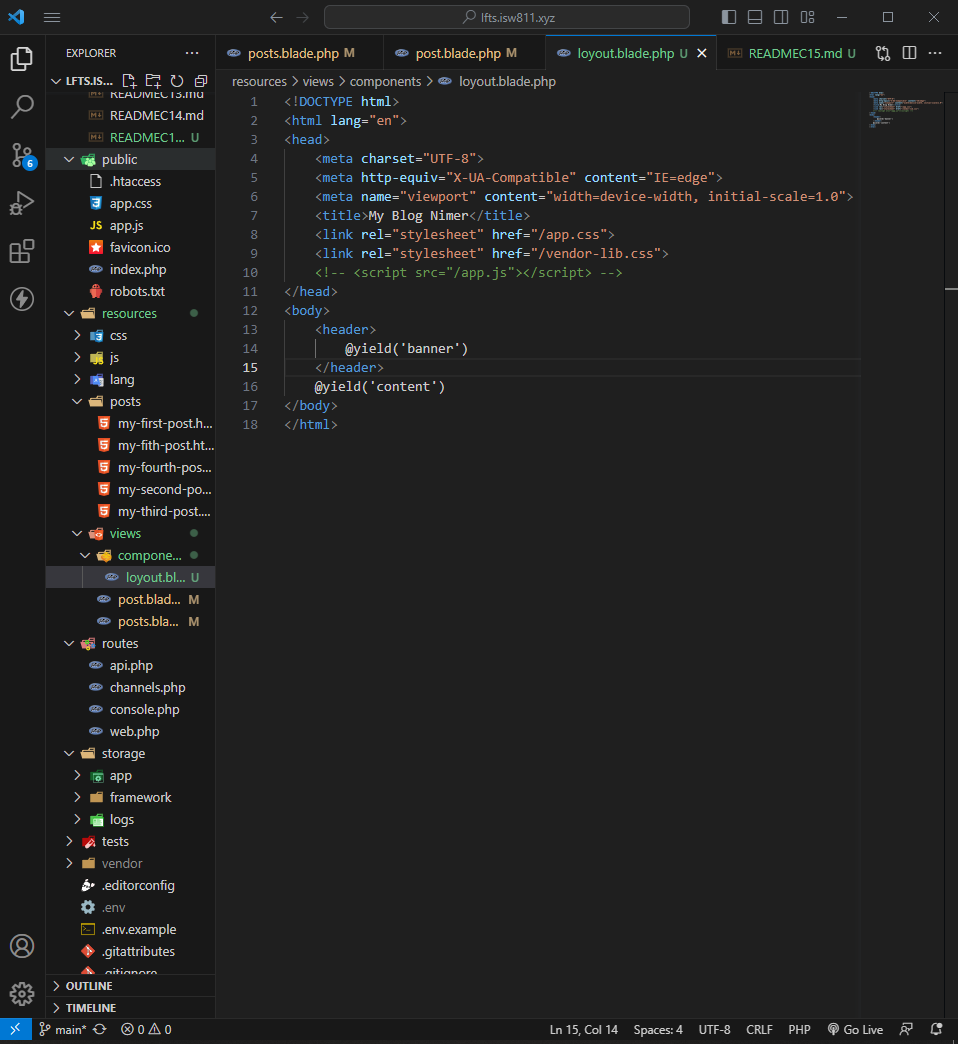 lfts.isw811.xyz
EXPLORER
posts.blade.php M
post.blade.php M
loyout.blade.php U
READMEC15.md U
LFTS.IS...
resources > views > components > loyout.blade.php
READMEC13.md
READMEC14.md
READMEC1... U
public
.htaccess
app.css
JS app.js
favicon.ico
index.php
robots.txt
resources
css
js
lang
posts
my-first-post.h...
my-fith-post.ht...
my-fourth-pos...
my-second-po...
my-third-post....
views
compone...
loyout.bl... U
post.blad... M
posts.bla... M
routes
api.php
channels.php
console.php
web.php
storage
app
framework
logs
tests
vendor
.editorconfig
.env
.env.example
.gitattributes
.gitignore
OUTLINE
TIMELINE
6
1 <!DOCTYPE html>
2 <html lang="en">
3 <head>
4 <meta charset="UTF-8">
5 <meta http-equiv="X-UA-Compatible" content="IE=edge">
6 <meta name="viewport" content="width=device-width, initial-scale=1.0">
7 <title>My Blog Nimer</title>
8 <link rel="stylesheet" href="/app.css">
9 <link rel="stylesheet" href="/vendor-lib.css">
10 <!-- <script src="/app.js"></script> -->
11 </head>
12 <body>
13 <header>
14 @yield('banner')
15 </header>
16 @yield('content')
17 </body>
18 </html>
main* 0 0 Ln 15, Col 14 Spaces: 4 UTF-8 CRLF PHP Go Live